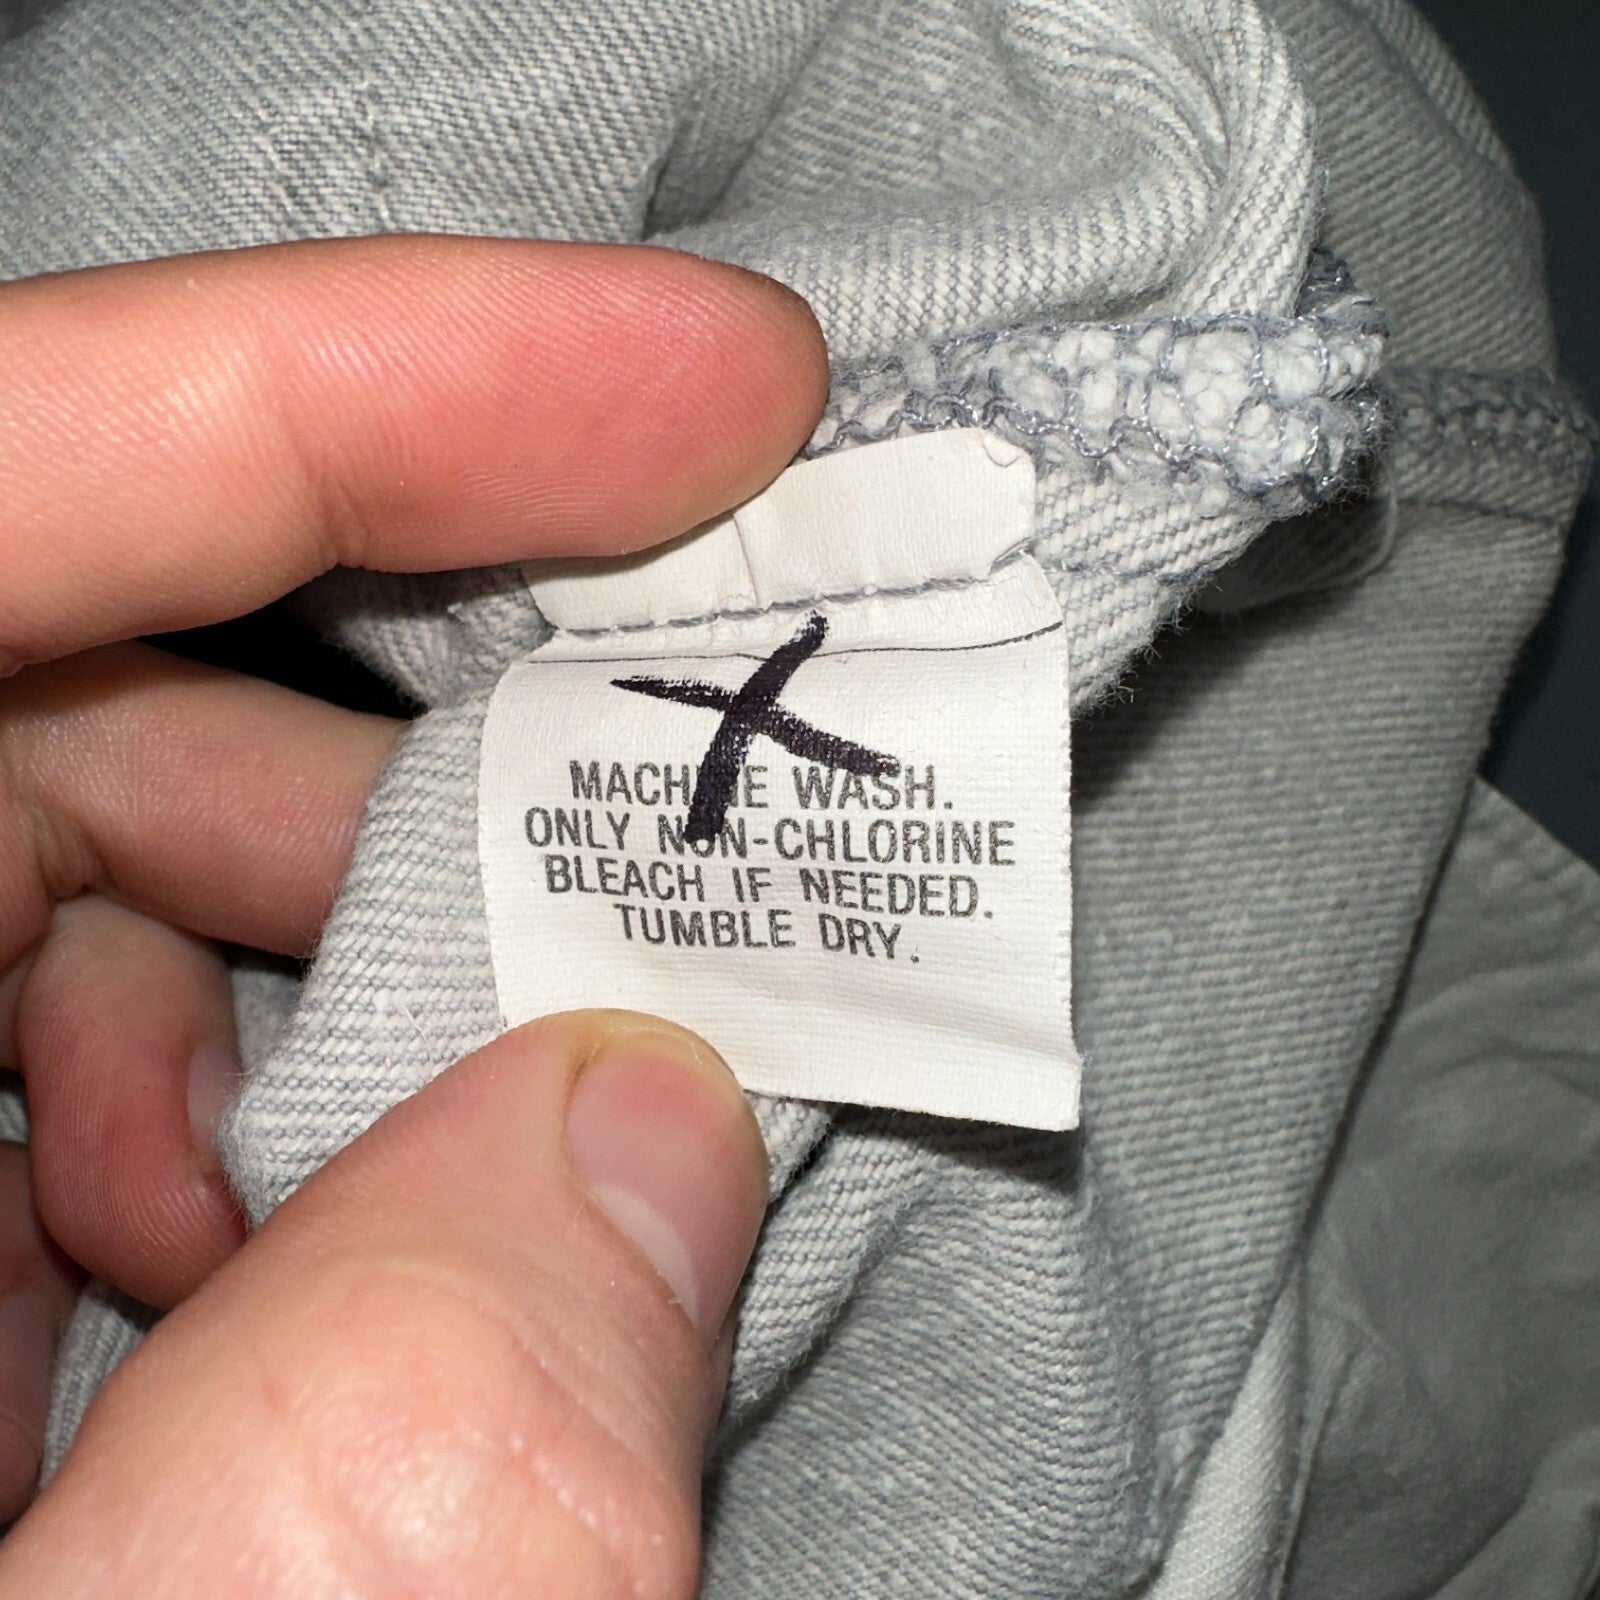 MACHINE WASH.
ONLY NON-CHLORINE
BLEACH IF NEEDED.
TUMBLE DRY.